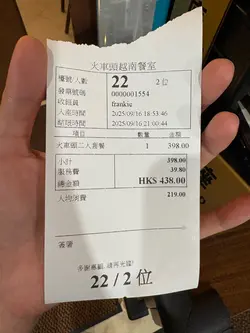 火車頭越南餐室
檯號/人數 22 2 位
發票號碼 0000001554
收銀員 frankie
入座時間 2025/09/16 18:53:46
結賬時間 2025/09/16 21:00:44
項目 數量 金額
火車頭二人套餐 1 398.00
小計 398.00
服務費 39.80
總金額 HK$ 438.00
人均消費 219.00
簽署
多謝惠顧, 請再光臨!
22 / 2 位